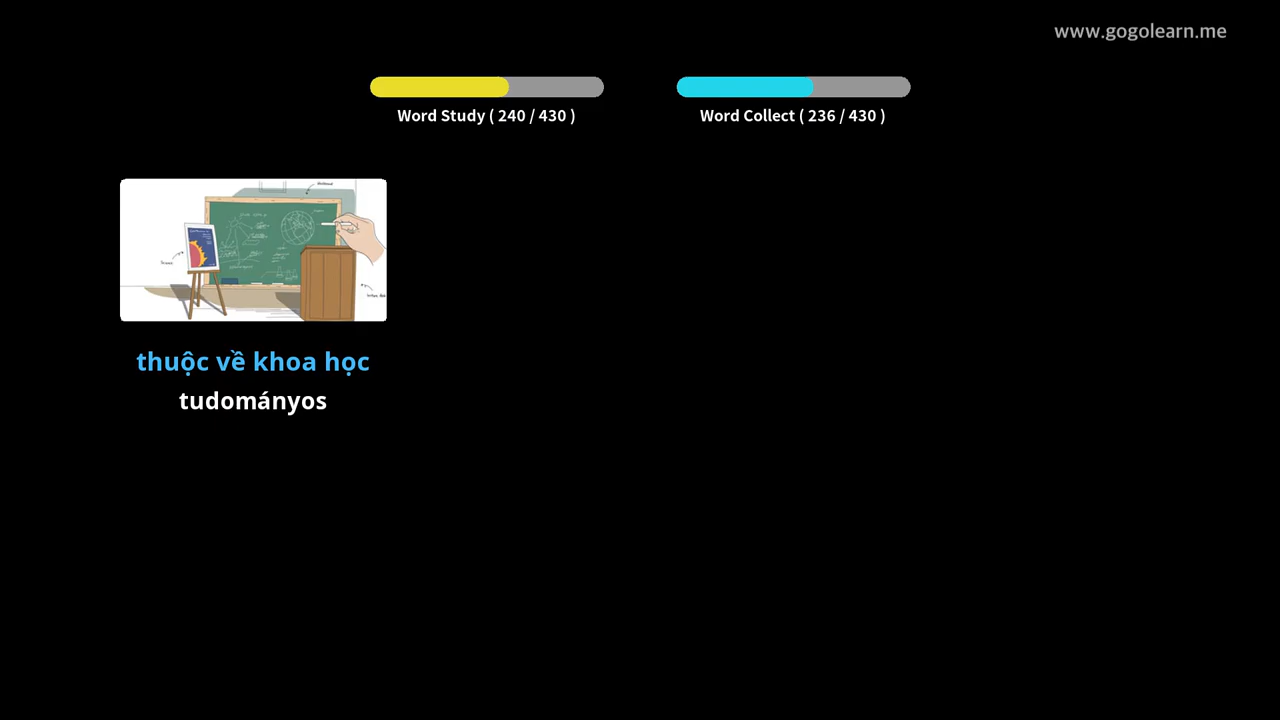 www.gogolearn.me
Word Study ( 240 / 430 )
Word Collect ( 236 / 430 )
thuộc về khoa học
tudományos